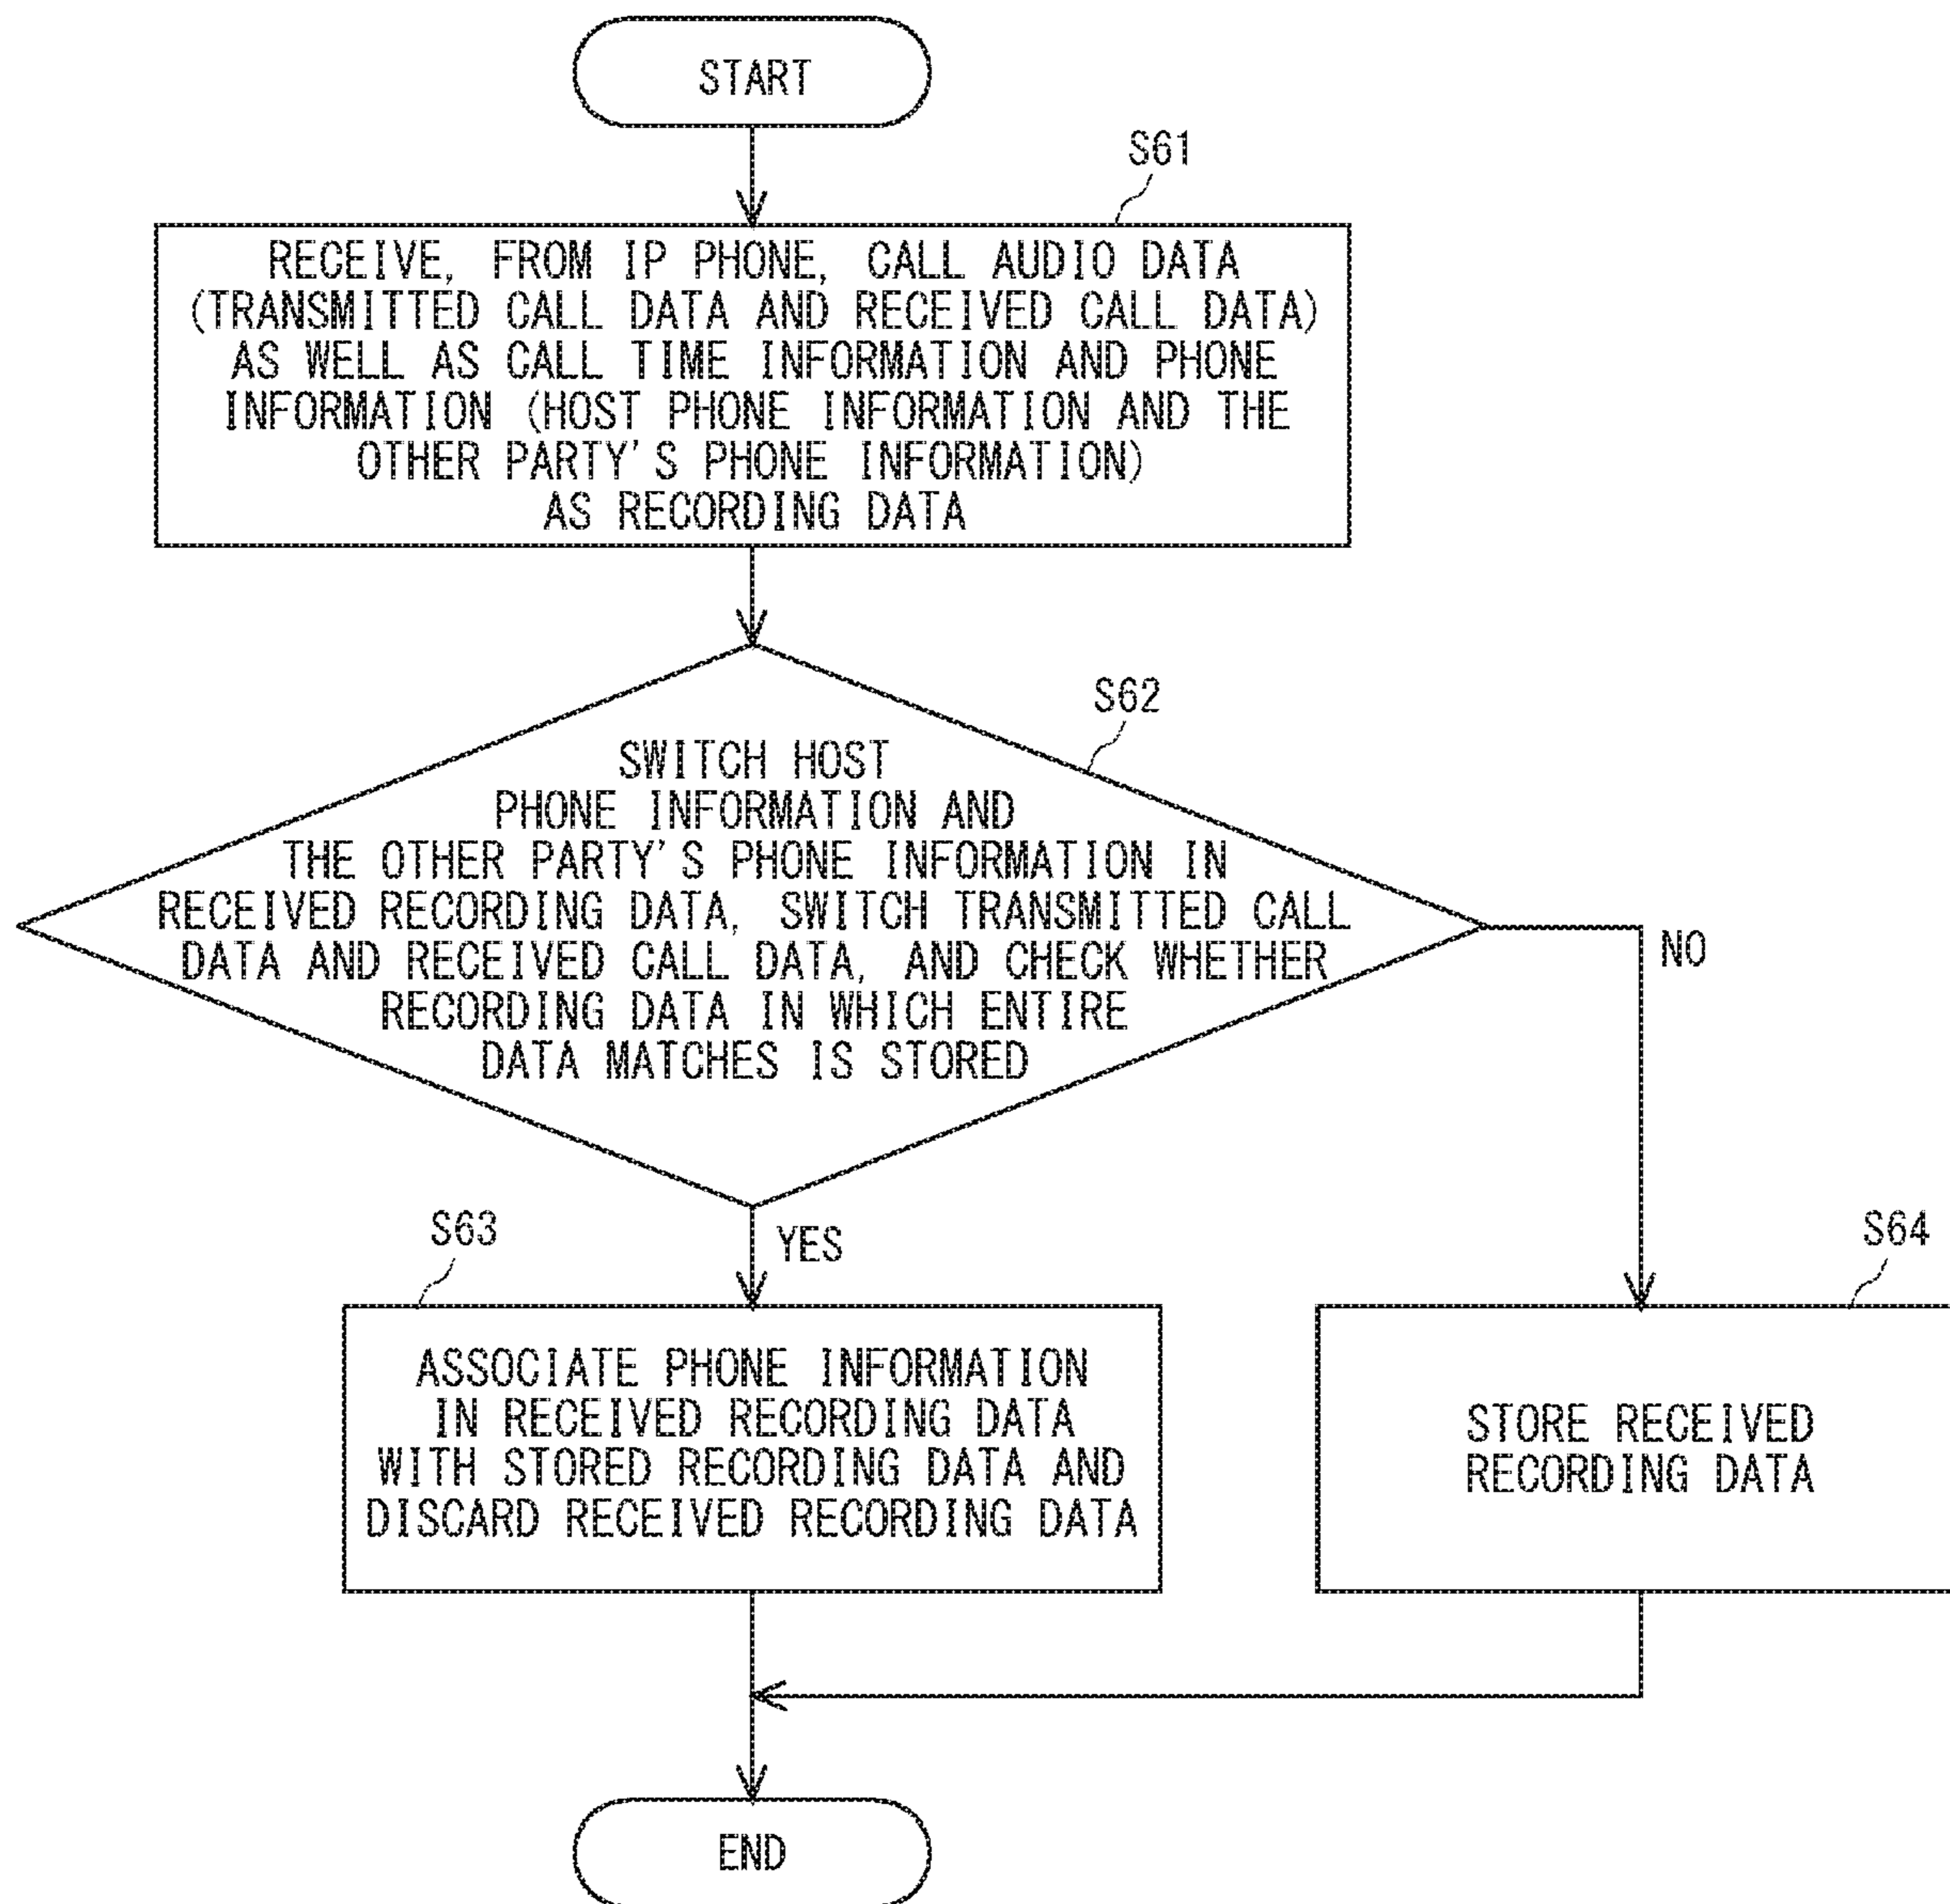 START
S61
RECEIVE, FROM IP PHONE, CALL AUDIO DATA
(TRANSMITTED CALL DATA AND RECEIVED CALL DATA)
AS WELL AS CALL TIME INFORMATION AND PHONE
INFORMATION (HOST PHONE INFORMATION AND THE
OTHER PARTY'S PHONE INFORMATION)
AS RECORDING DATA
S62
SWITCH HOST
PHONE INFORMATION AND
THE OTHER PARTY'S PHONE INFORMATION IN
RECEIVED RECORDING DATA, SWITCH TRANSMITTED CALL
DATA AND RECEIVED CALL DATA, AND CHECK WHETHER
RECORDING DATA IN WHICH ENTIRE
DATA MATCHES IS STORED
NO
YES
S63
ASSOCIATE PHONE INFORMATION
IN RECEIVED RECORDING DATA
WITH STORED RECORDING DATA AND
DISCARD RECEIVED RECORDING DATA
S64
STORE RECEIVED
RECORDING DATA
END